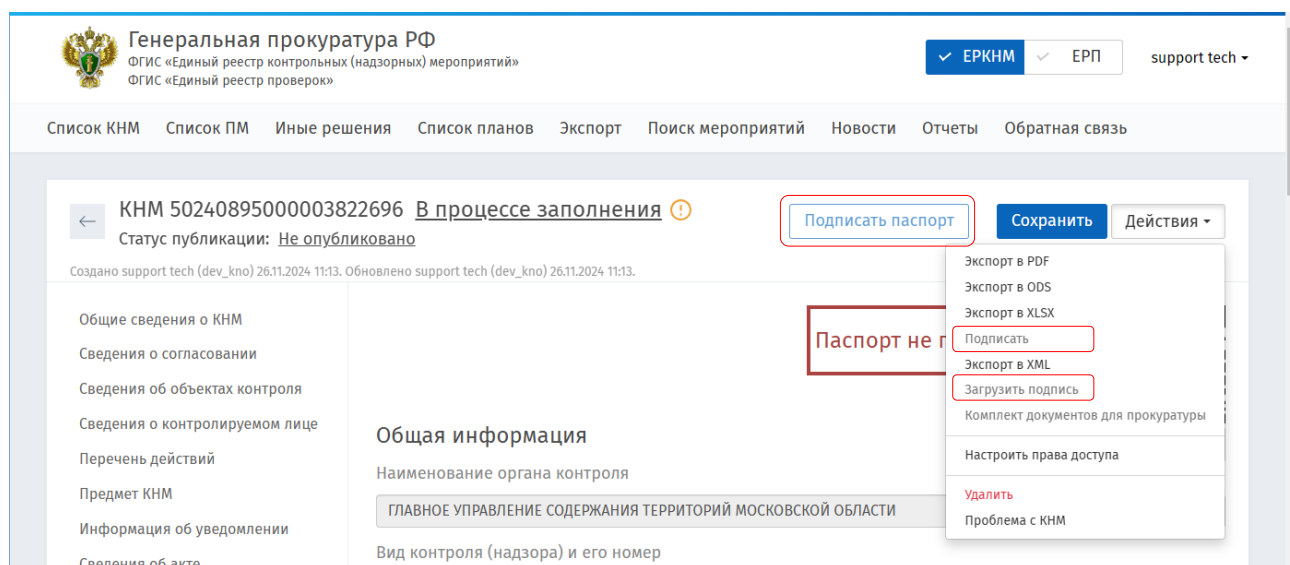 Генеральная прокуратура РФ
ФГИС «Единый реестр контрольных (надзорных) мероприятий»
ФГИС «Единый реестр проверок»
ЕРКНМ
ЕРП
support tech
Список КНМ Список ПМ Иные решения Список планов Экспорт Поиск мероприятий Новости Отчеты Обратная связь
КНМ 50240895000003822696 В процессе заполнения
Статус публикации: Не опубликовано
Подписать паспорт
Сохранить
Действия
Создано support tech (dev_kno) 26.11.2024 11:13. Обновлено support tech (dev_kno) 26.11.2024 11:13.
Экспорт в PDF
Экспорт в ODS
Экспорт в XLSX
Подписать
Экспорт в XML
Загрузить подпись
Комплект документов для прокуратуры
Настроить права доступа
Удалить
Проблема с КНМ
Общие сведения о КНМ
Сведения о согласовании
Сведения об объектах контроля
Сведения о контролируемом лице
Перечень действий
Предмет КНМ
Информация об уведомлении
Сведения об акте
Паспорт не
Общая информация
Наименование органа контроля
ГЛАВНОЕ УПРАВЛЕНИЕ СОДЕРЖАНИЯ ТЕРРИТОРИЙ МОСКОВСКОЙ ОБЛАСТИ
Вид контроля (надзора) и его номер